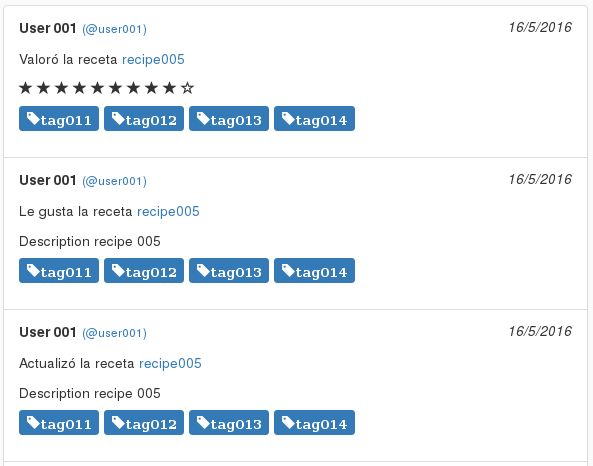 User 001 (@user001) 16/5/2016
Valoró la receta recipe005
★★★★★★★★★☆
tag011 tag012 tag013 tag014
User 001 (@user001) 16/5/2016
Le gusta la receta recipe005
Description recipe 005
tag011 tag012 tag013 tag014
User 001 (@user001) 16/5/2016
Actualizó la receta recipe005
Description recipe 005
tag011 tag012 tag013 tag014